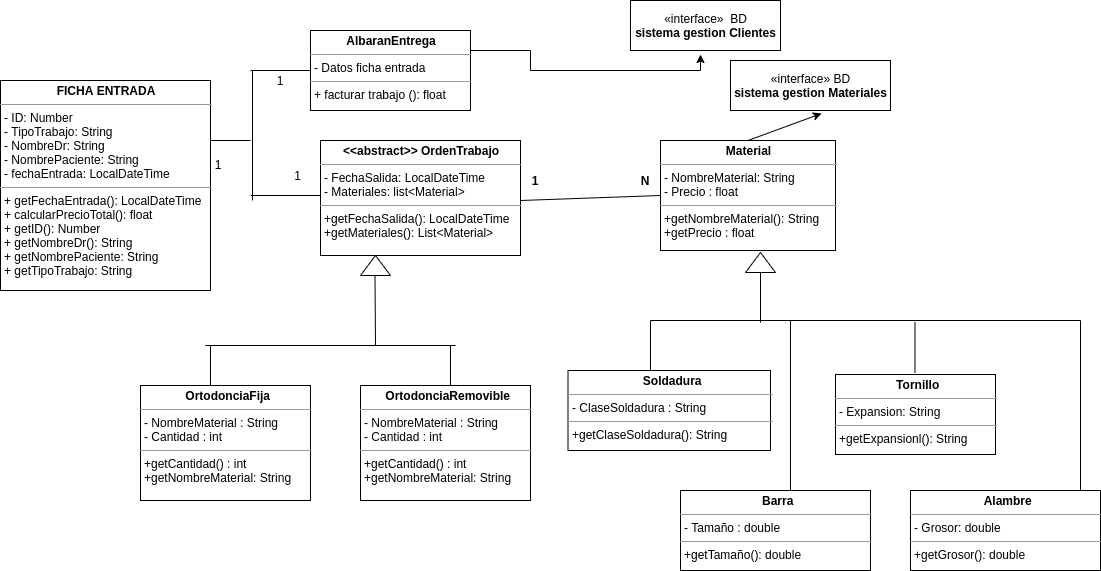 «interface»  BD
sistema gestion Clientes
AlbaranEntrega
- Datos ficha entrada
+ facturar trabajo (): float
«interface» BD
sistema gestion Materiales
1
FICHA ENTRADA
- ID: Number
- TipoTrabajo: String
- NombreDr: String
- NombrePaciente: String
- fechaEntrada: LocalDateTime
+ getFechaEntrada(): LocalDateTime
+ calcularPrecioTotal(): float
+ getID(): Number
+ getNombreDr(): String
+ getNombrePaciente: String
+ getTipoTrabajo: String
1
1
<<abstract>> OrdenTrabajo
- FechaSalida: LocalDateTime
- Materiales: list<Material>
+getFechaSalida(): LocalDateTime
+getMateriales(): List<Material>
1
N
Material
- NombreMaterial: String
- Precio : float
+getNombreMaterial(): String
+getPrecio : float
OrtodonciaFija
- NombreMaterial : String
- Cantidad : int
+getCantidad() : int
+getNombreMaterial: String
OrtodonciaRemovible
- NombreMaterial : String
- Cantidad : int
+getCantidad() : int
+getNombreMaterial: String
Soldadura
- ClaseSoldadura : String
+getClaseSoldadura(): String
Tornillo
- Expansion: String
+getExpansionl(): String
Barra
- Tamaño : double
+getTamaño(): double
Alambre
- Grosor: double
+getGrosor(): double